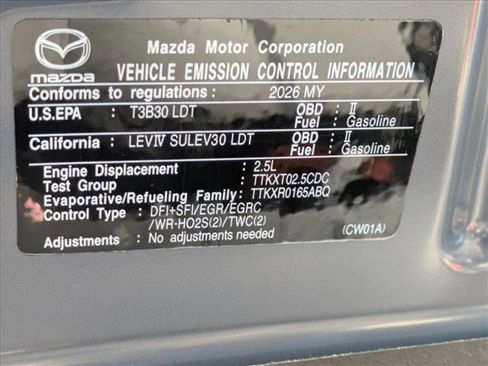 Mazda Motor Corporation
mazda VEHICLE EMISSION CONTROL INFORMATION
Conforms to regulations : 2026 MY
U.S.EPA : T3B30 LDT OBD : II
Fuel : Gasoline
California : LEVIV SULEV30 LDT OBD : II
Fuel : Gasoline
Engine Displacement : 2.5L
Test Group : TTKXT02.5CDC
Evaporative/Refueling Family: TTKXR0165ABQ
Control Type : DFI+SFI/EGR/EGRC
/WR-HO2S(2)/TWC(2)
Adjustments : No adjustments needed (CW01A)